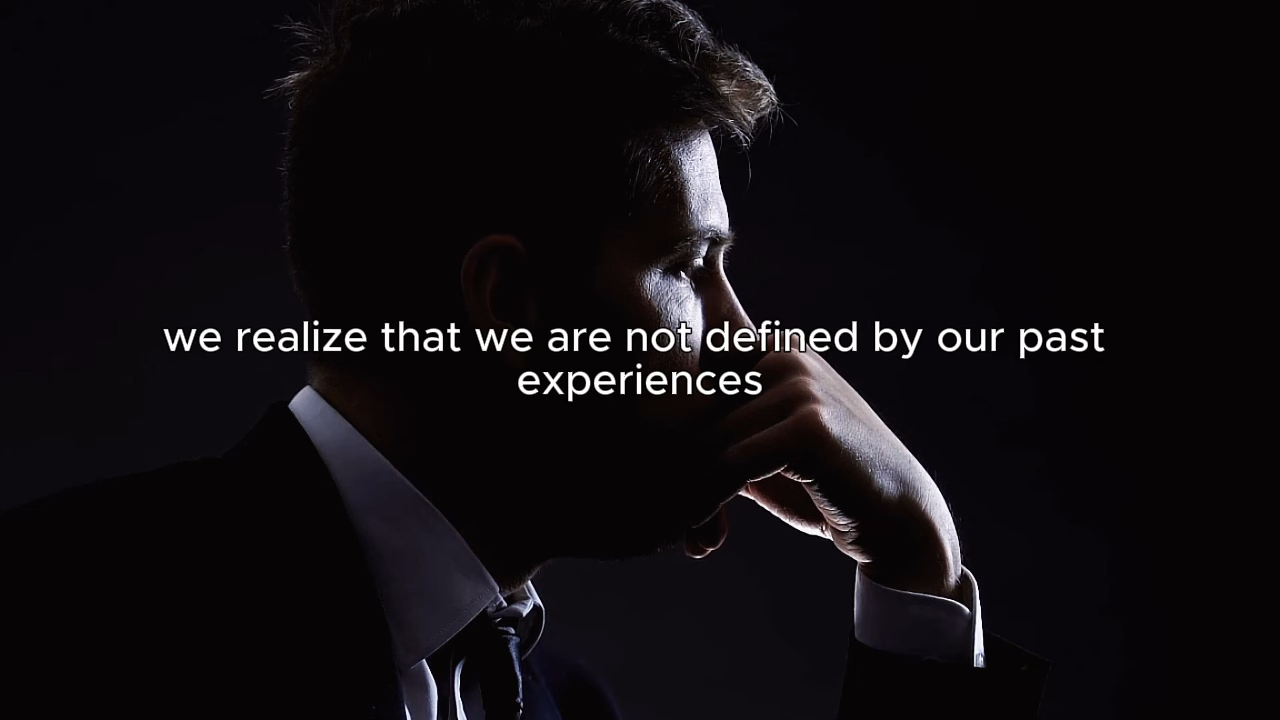 we realize that we are not defined by our past
experiences